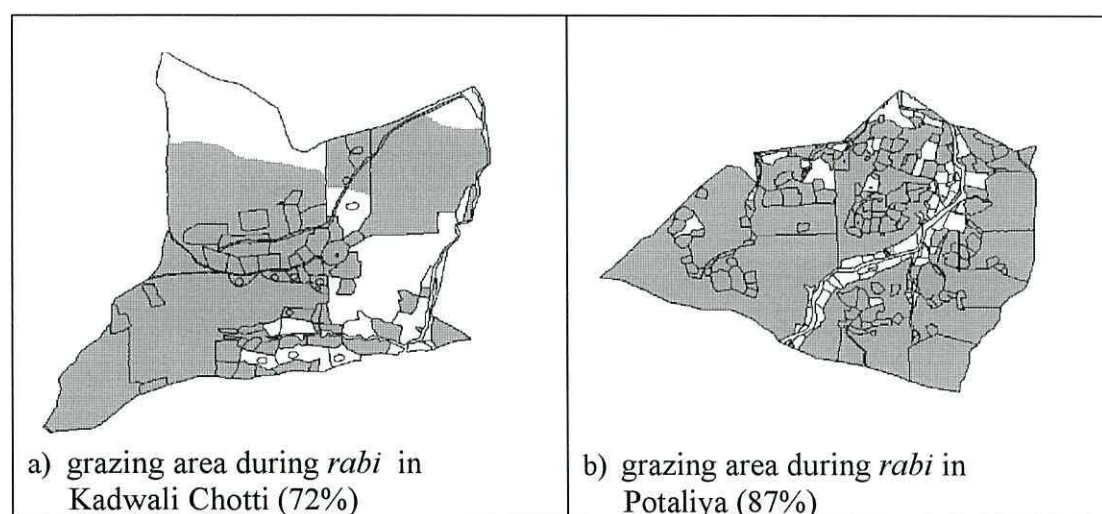 a) grazing area during rabi in
Kadwali Chotti (72%)
b) grazing area during rabi in
Potaliya (87%)